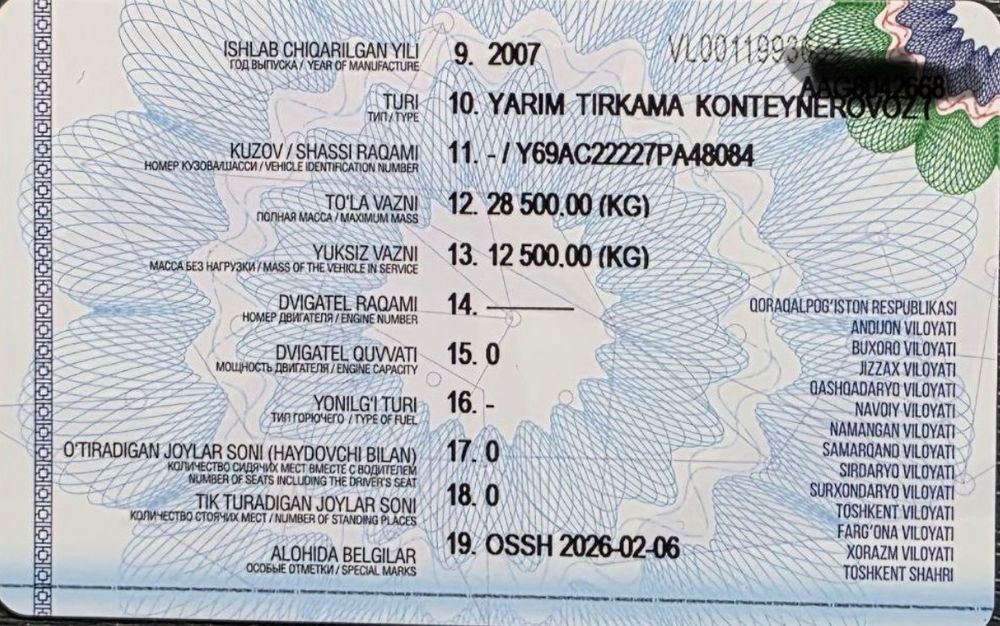 ISHLAB CHIQARILGAN YILI
ГОД ВЫПУСКА / YEAR OF MANUFACTURE
9. 2007
AAG8042668
TURI
ТИП / TYPE
10. YARIM TIRKAMA KONTEYNEROVOZ
KUZOV / SHASSI RAQAMI
НОМЕР КУЗОВА/ШАССИ / VEHICLE IDENTIFICATION NUMBER
11. - / Y69AC22227PA48084
TO'LA VAZNI
ПОЛНАЯ МАССА / MAXIMUM MASS
12. 28 500.00 (KG)
YUKSIZ VAZNI
МАССА БЕЗ НАГРУЗКИ / MASS OF THE VEHICLE IN SERVICE
13. 12 500.00 (KG)
DVIGATEL RAQAMI
НОМЕР ДВИГАТЕЛЯ / ENGINE NUMBER
14. ———
DVIGATEL QUVVATI
МОЩНОСТЬ ДВИГАТЕЛЯ / ENGINE CAPACITY
15. 0
YONILG'I TURI
ТИП ГОРЮЧЕГО / TYPE OF FUEL
16. -
O'TIRADIGAN JOYLAR SONI (HAYDOVCHI BILAN)
КОЛИЧЕСТВО СИДЯЧИХ МЕСТ ВМЕСТЕ С ВОДИТЕЛЕМ
NUMBER OF SEATS INCLUDING THE DRIVER'S SEAT
17. 0
TIK TURADIGAN JOYLAR SONI
КОЛИЧЕСТВО СТОЯЧИХ МЕСТ / NUMBER OF STANDING PLACES
18. 0
ALOHIDA BELGILAR
ОСОБЫЕ ОТМЕТКИ / SPECIAL MARKS
19. OSSH 2026-02-06
QORAQALPOG'ISTON RESPUBLIKASI
ANDIJON VILOYATI
BUXORO VILOYATI
JIZZAX VILOYATI
QASHQADARYO VILOYATI
NAVOIY VILOYATI
NAMANGAN VILOYATI
SAMARQAND VILOYATI
SIRDARYO VILOYATI
SURXONDARYO VILOYATI
TOSHKENT VILOYATI
FARG'ONA VILOYATI
XORAZM VILOYATI
TOSHKENT SHAHRI